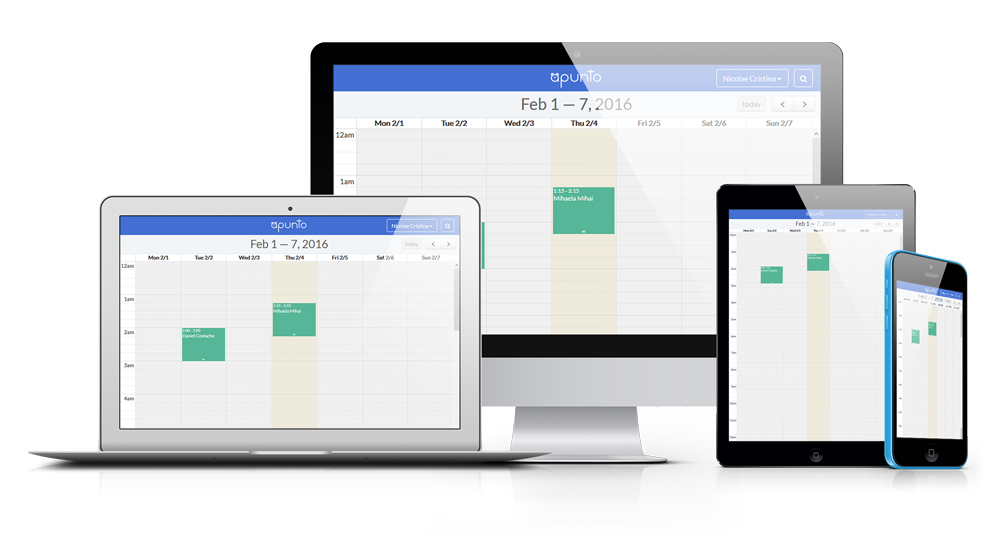 apunto
Nicolae Cristina
Feb 1 — 7, 2016
today
Mon 2/1 Tue 2/2 Wed 2/3 Thu 2/4 Fri 2/5 Sat 2/6 Sun 2/7
12am
1am
1:15 - 2:15
Mihaela Mihai
apunto
Nicolae Cristina
Feb 1 — 7, 2016
today
Mon 2/1 Tue 2/2 Wed 2/3 Thu 2/4 Fri 2/5 Sat 2/6 Sun 2/7
12am
1am
1:15 - 2:15
Mihaela Mihai
2am
2:00 - 3:00
Daniel Costache
3am
4am
apunto
Feb 1 — 7, 2016